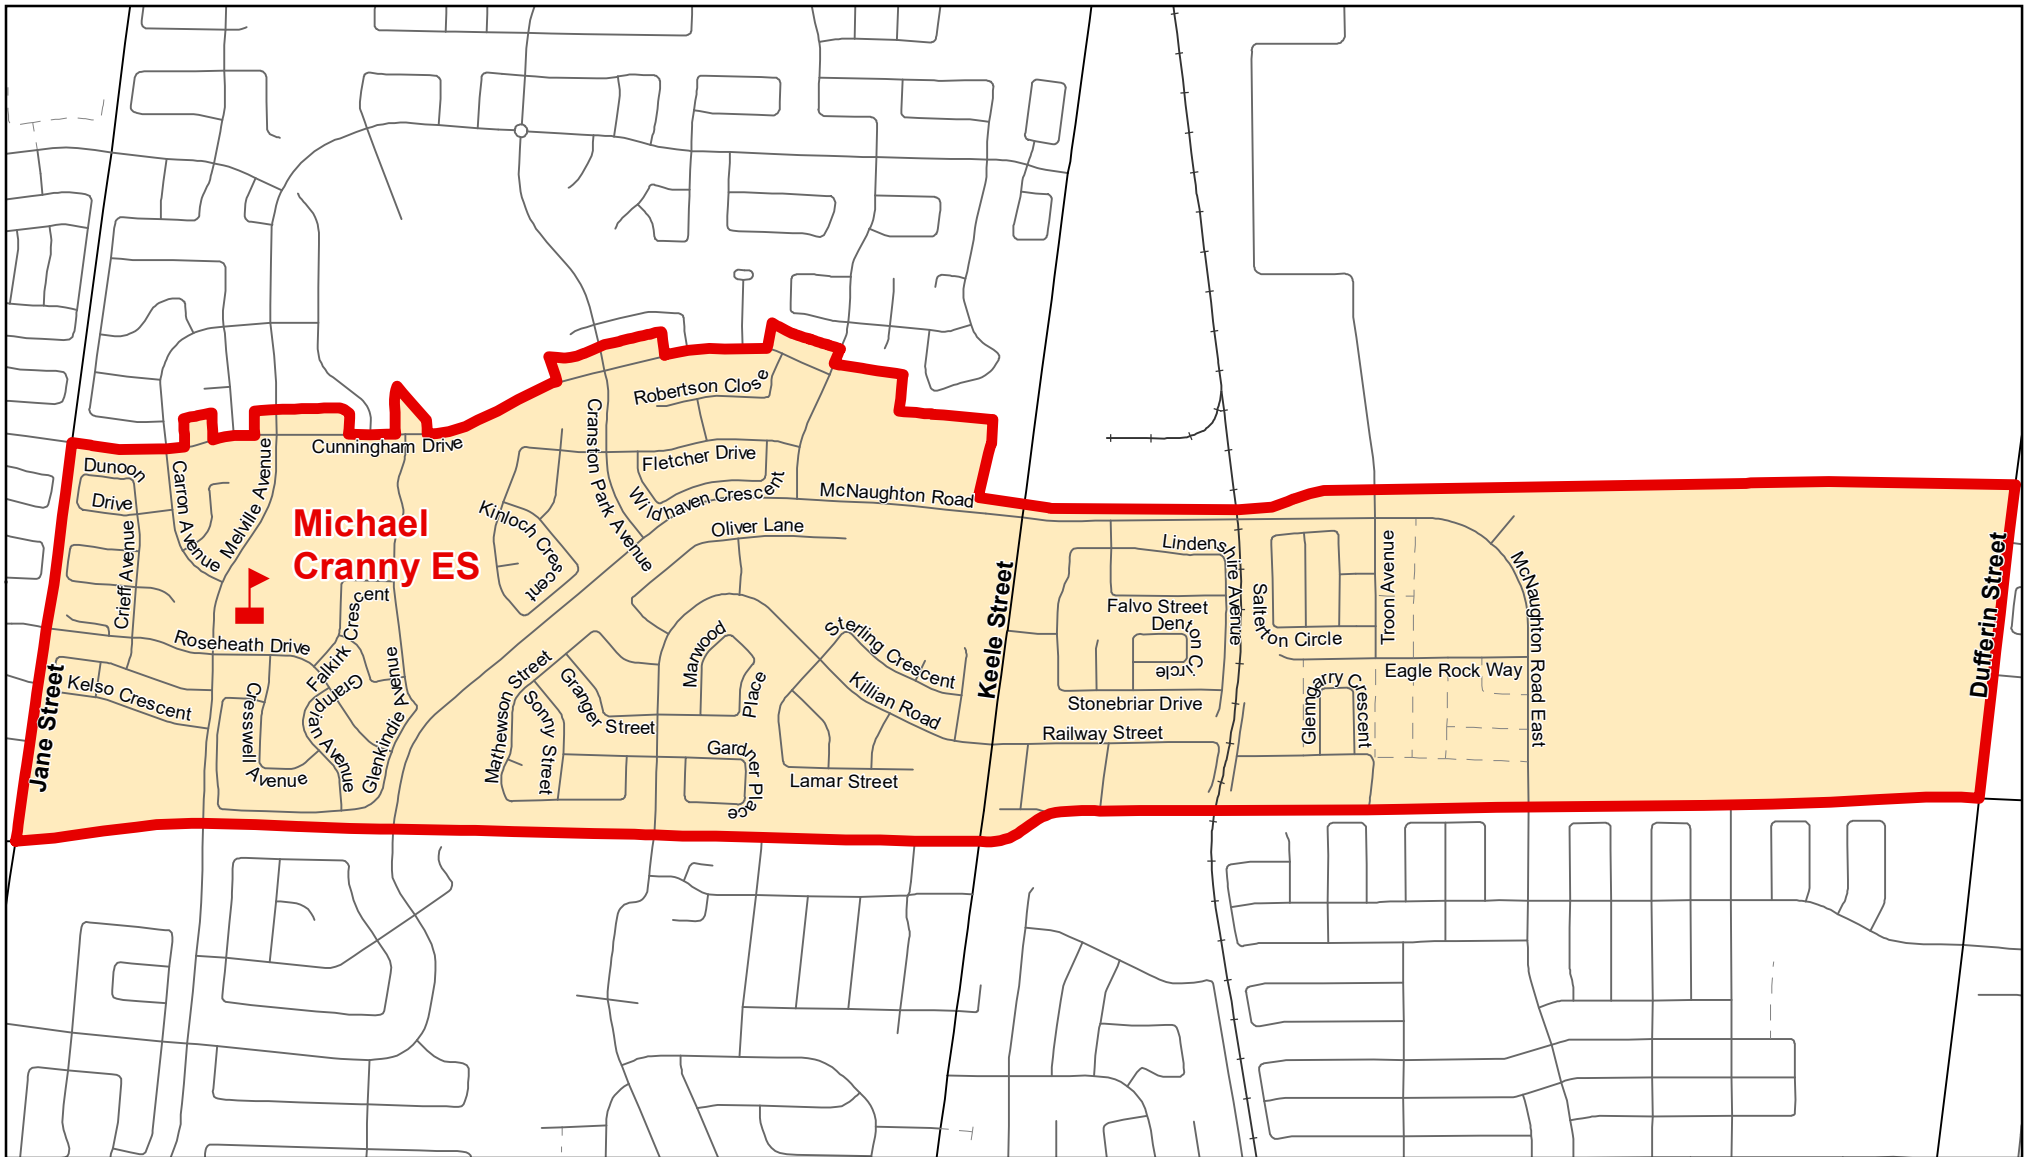 Robertson Close
Cranston Park Avenue
Cunningham Drive
Fletcher Drive
Wildhaven Crescent
McNaughton Road
Dunoon
Drive
Carron Avenue
Melville Avenue
Michael
Cranny ES
Kinloch Crescent
Oliver Lane
Crieff Avenue
Roseheath Drive
Falkirk Crescent
Kelso Crescent
Cresswell
Avenue
Grampian Avenue
Glenkindie Avenue
Jane Street
Mathewson Street
Sonny Street
Granger
Street
Marwood
Place
Gardner Place
Sterling Crescent
Killian Road
Lamar Street
Keele Street
Lindenshire Avenue
Falvo Street
Denton Circle
Stonebriar Drive
Railway Street
Salterton Circle
Troon Avenue
Eagle Rock Way
Glengarry Crescent
McNaughton Road East
Dufferin Street